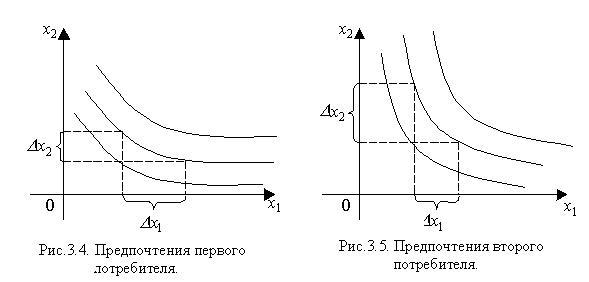 x₂
Δx₂
0
Δx₁
x₁
Рис.3.4. Предпочтения первого
потребителя.
x₂
Δx₂
0
Δx₁
x₁
Рис.3.5. Предпочтения второго
потребителя.